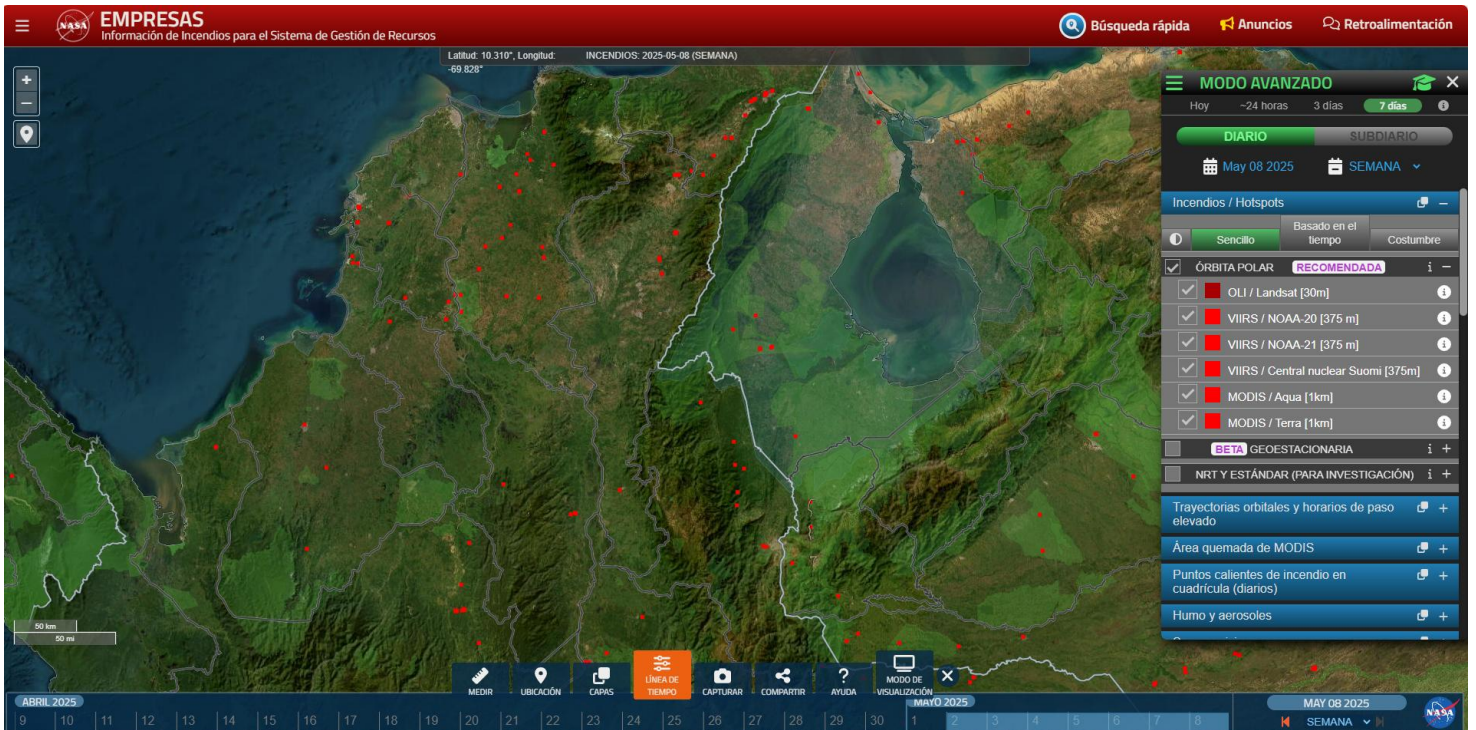 NASA
EMPRESAS
Información de Incendios para el Sistema de Gestión de Recursos
Búsqueda rápida
Anuncios
Retroalimentación
Latitud: 10.310°, Longitud:
-69.828°
INCENDIOS: 2025-05-08 (SEMANA)
+
−
MODO AVANZADO
Hoy ~24 horas 3 días 7 días
DIARIO SUBDIARIO
May 08 2025 SEMANA
Incendios / Hotspots
Sencillo
Basado en el
tiempo
Costumbre
ÓRBITA POLAR RECOMENDADA
OLI / Landsat [30m]
VIIRS / NOAA-20 [375 m]
VIIRS / NOAA-21 [375 m]
VIIRS / Central nuclear Suomi [375m]
MODIS / Aqua [1km]
MODIS / Terra [1km]
BETA GEOESTACIONARIA
NRT Y ESTÁNDAR (PARA INVESTIGACIÓN)
Trayectorias orbitales y horarios de paso
elevado
Área quemada de MODIS
Puntos calientes de incendio en
cuadrícula (diarios)
Humo y aerosoles
50 km
50 mi
MEDIR
UBICACIÓN
CAPAS
LÍNEA DE
TIEMPO
CAPTURAR
COMPARTIR
AYUDA
MODO DE
VISUALIZACIÓN
ABRIL 2025
9 10 11 12 13 14 15 16 17 18 19 20 21 22 23 24 25 26 27 28 29 30
MAYO 2025
1 2 3 4 5 6 7 8
MAY 08 2025
SEMANA
NASA